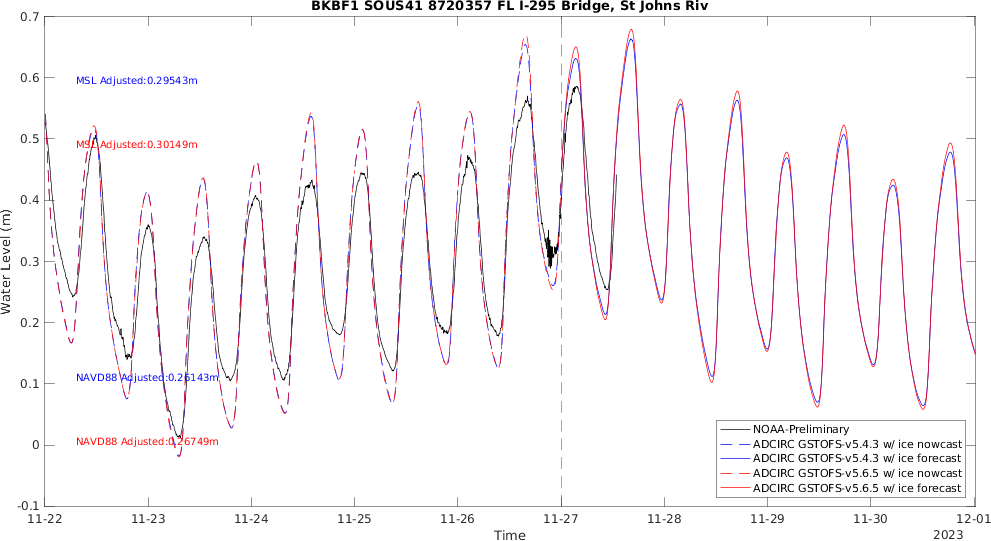 BKBF1 SOUS41 8720357 FL I-295 Bridge, St Johns Riv
0.7
0.6
0.5
0.4
0.3
0.2
0.1
0
-0.1
Water Level (m)
MSL Adjusted:0.29543m
MSL Adjusted:0.30149m
NAVD88 Adjusted:0.26143m
NAVD88 Adjusted:0.26749m
NOAA-Preliminary
ADCIRC GSTOFS-v5.4.3 w/ ice nowcast
ADCIRC GSTOFS-v5.4.3 w/ ice forecast
ADCIRC GSTOFS-v5.6.5 w/ ice nowcast
ADCIRC GSTOFS-v5.6.5 w/ ice forecast
11-22 11-23 11-24 11-25 11-26 11-27 11-28 11-29 11-30 12-01
Time
2023